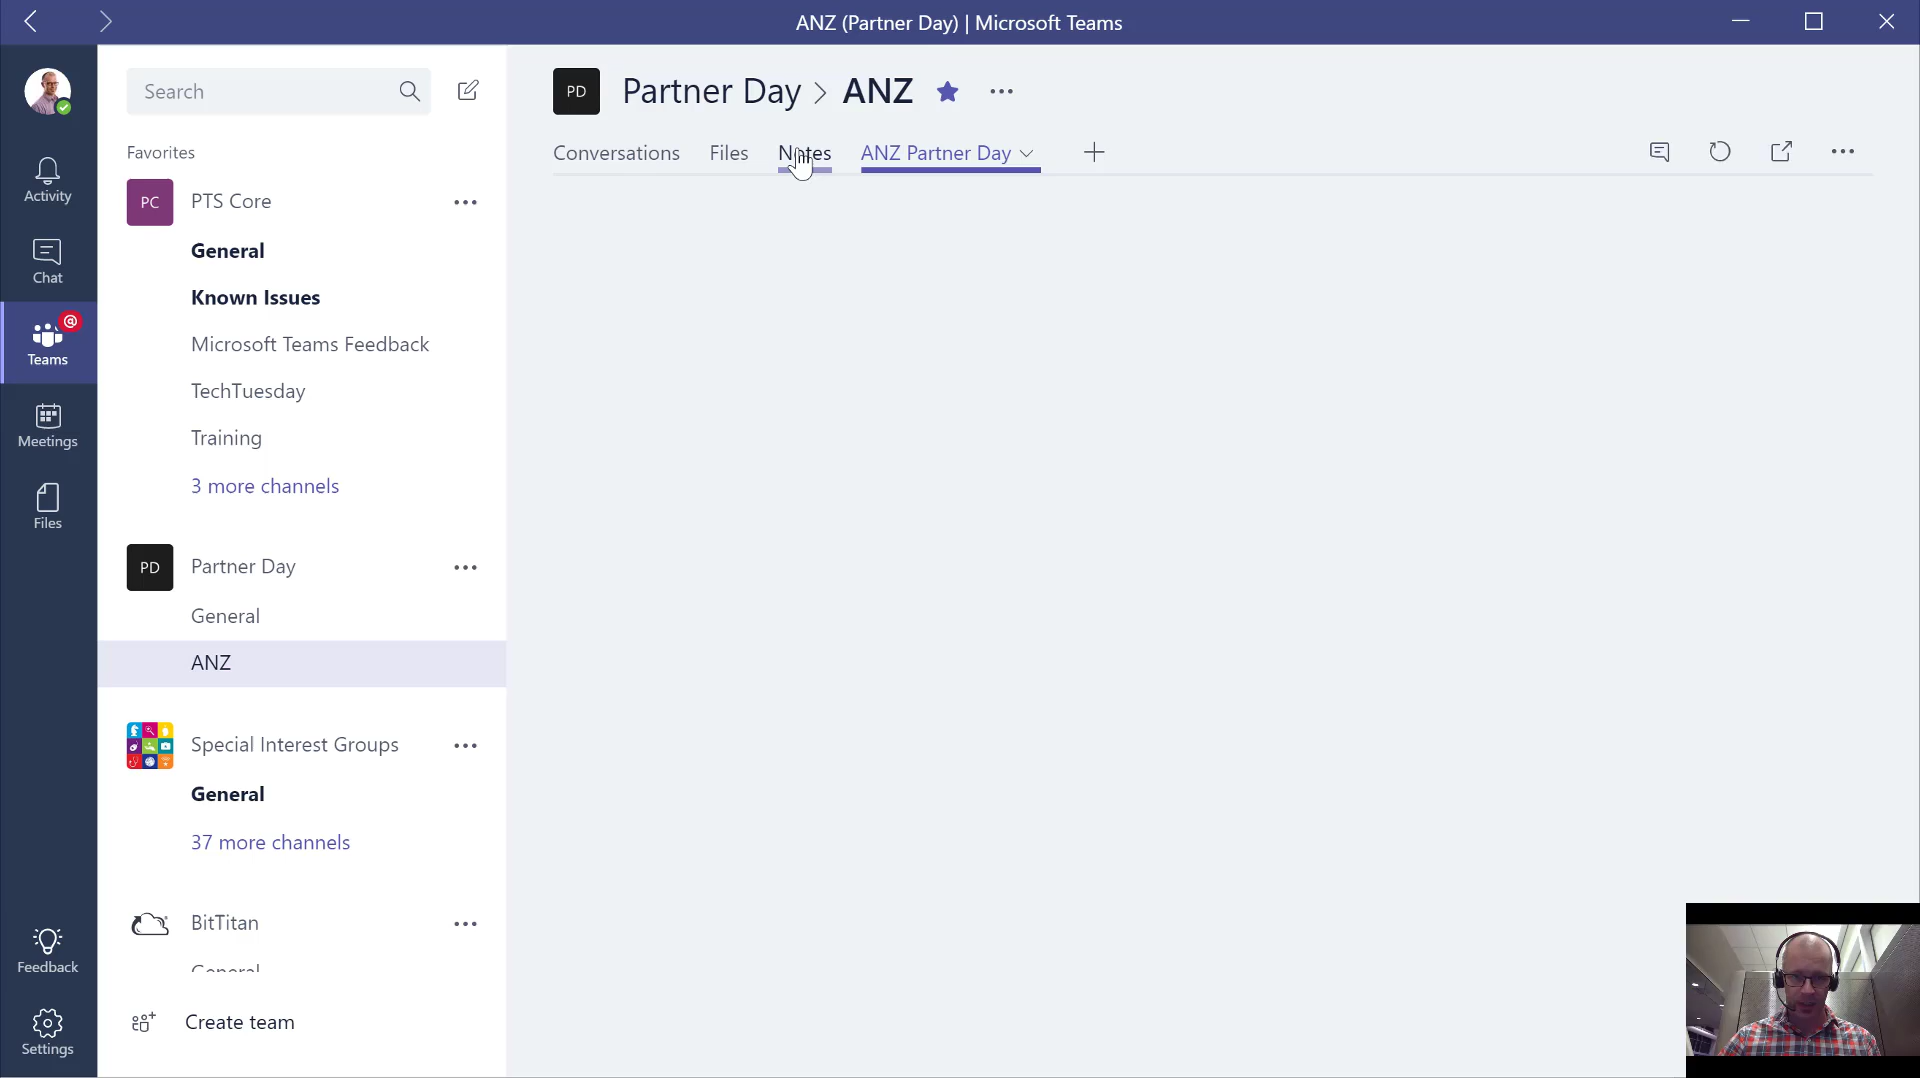 ANZ (Partner Day) | Microsoft Teams
Search
Activity
Chat
@
Teams
Meetings
Files
Feedback
Settings
Favorites
PC PTS Core
General
Known Issues
Microsoft Teams Feedback
TechTuesday
Training
3 more channels
PD Partner Day
General
ANZ
Special Interest Groups
General
37 more channels
BitTitan
General
Create team
PD Partner Day > ANZ
Conversations Files Notes ANZ Partner Day